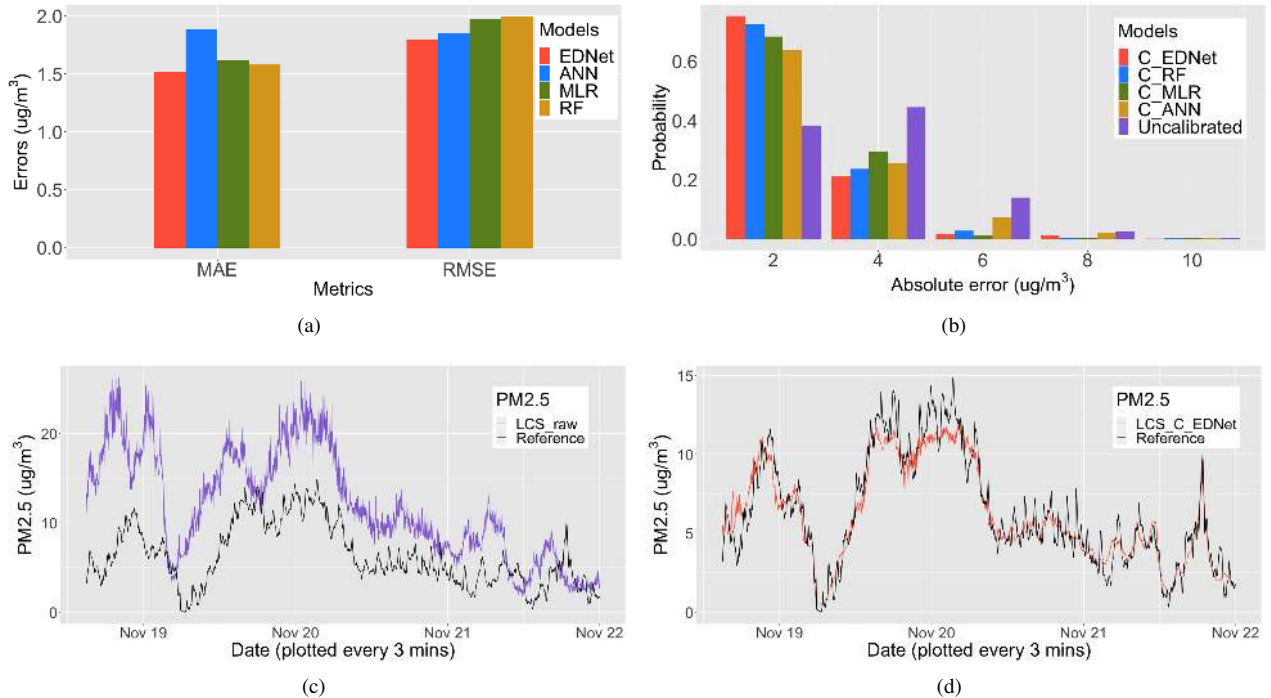 2.0
1.5
1.0
0.5
0.0
Errors (ug/m³)
MAE
RMSE
Metrics
Models
EDNet
ANN
MLR
RF
(a)
0.6
0.4
0.2
0.0
Probability
2
4
6
8
10
Absolute error (ug/m³)
Models
C_EDNet
C_RF
C_MLR
C_ANN
Uncalibrated
(b)
20
10
0
PM2.5 (ug/m³)
Nov 19
Nov 20
Nov 21
Nov 22
Date (plotted every 3 mins)
PM2.5
LCS_raw
Reference
(c)
15
10
5
0
PM2.5 (ug/m³)
Nov 19
Nov 20
Nov 21
Nov 22
Date (plotted every 3 mins)
PM2.5
LCS_C_EDNet
Reference
(d)